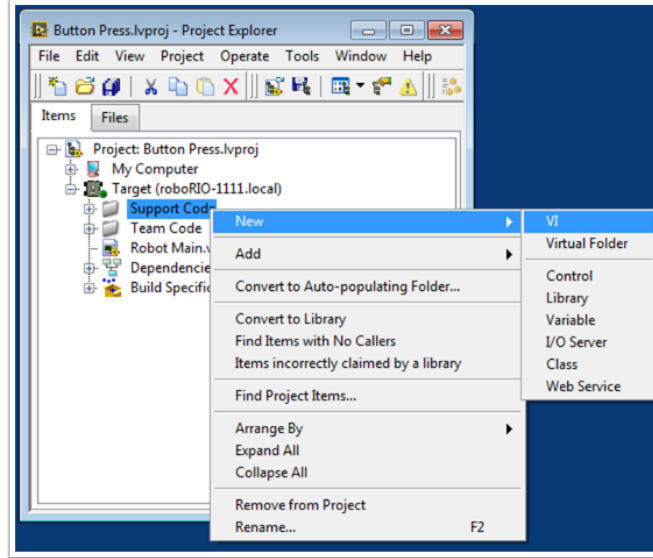 Button Press.lvproj - Project Explorer
File Edit View Project Operate Tools Window Help
Items Files
Project: Button Press.lvproj
My Computer
Target (roboRIO-1111.local)
Support Code
Team Code
Robot Main.v
Dependencie
Build Specific
New
Add
Convert to Auto-populating Folder...
Convert to Library
Find Items with No Callers
Items incorrectly claimed by a library
Find Project Items...
Arrange By
Expand All
Collapse All
Remove from Project
Rename... F2
VI
Virtual Folder
Control
Library
Variable
I/O Server
Class
Web Service